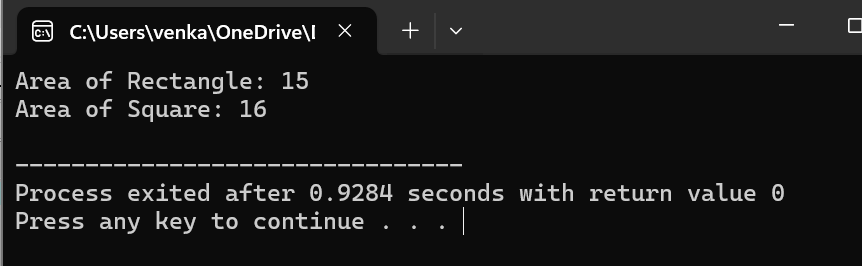 C:\Users\venka\OneDrive\
Area of Rectangle: 15
Area of Square: 16
--------------------------------
Process exited after 0.9284 seconds with return value 0
Press any key to continue . . .